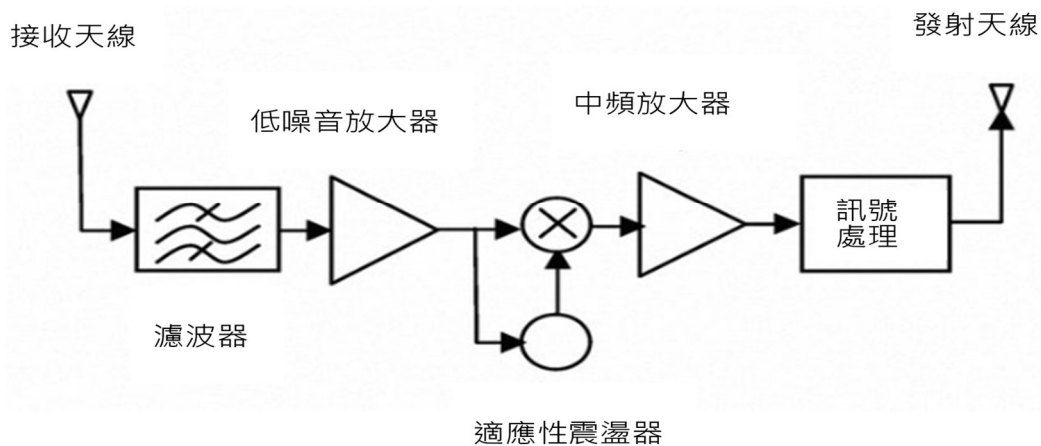 接收天線
發射天線
低噪音放大器
中頻放大器
訊號
處理
濾波器
適應性震盪器